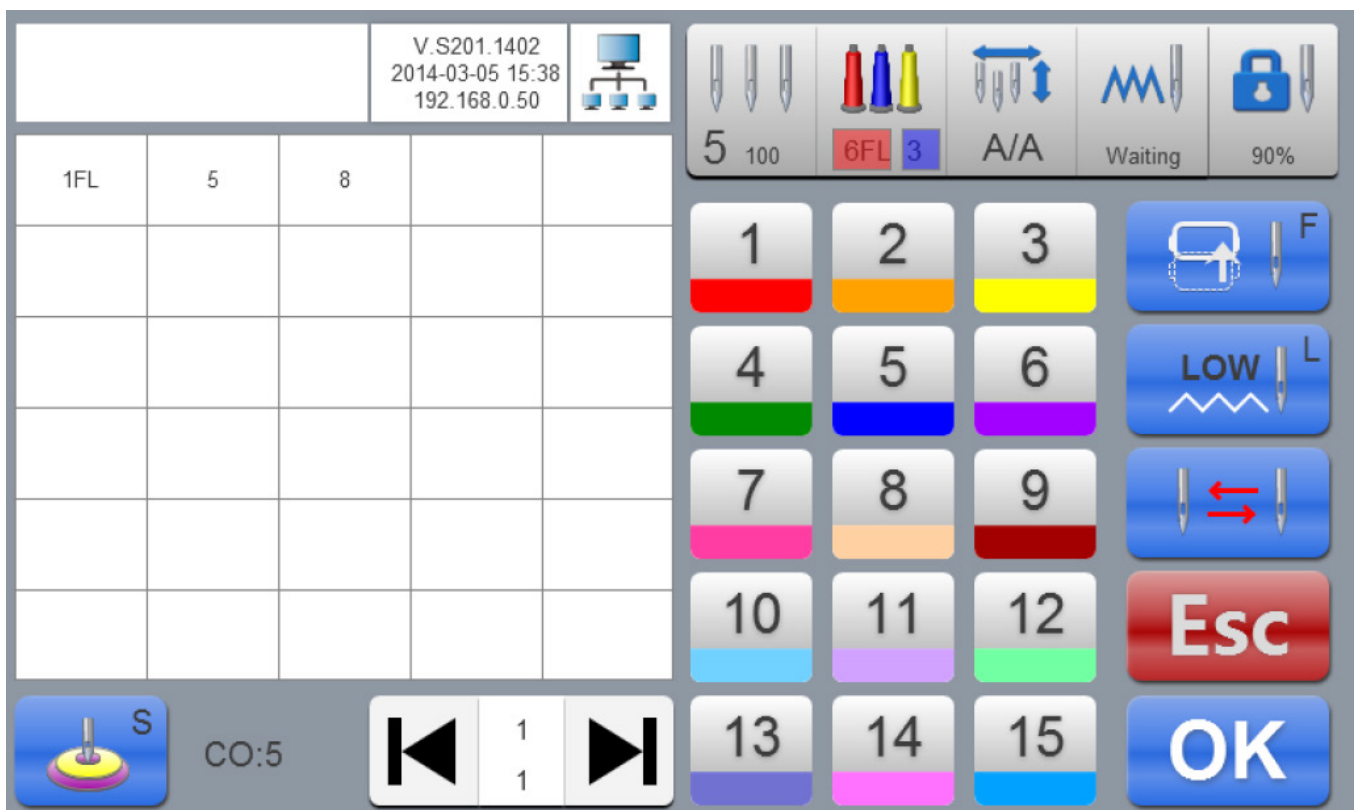 V.S201.1402
2014-03-05 15:38
192.168.0.50
5 100
6FL 3
A/A
Waiting
90%
1FL 5 8
1 2 3
F
4 5 6
LOW L
7 8 9
10 11 12
Esc
S
CO:5
1
1
13 14 15
OK